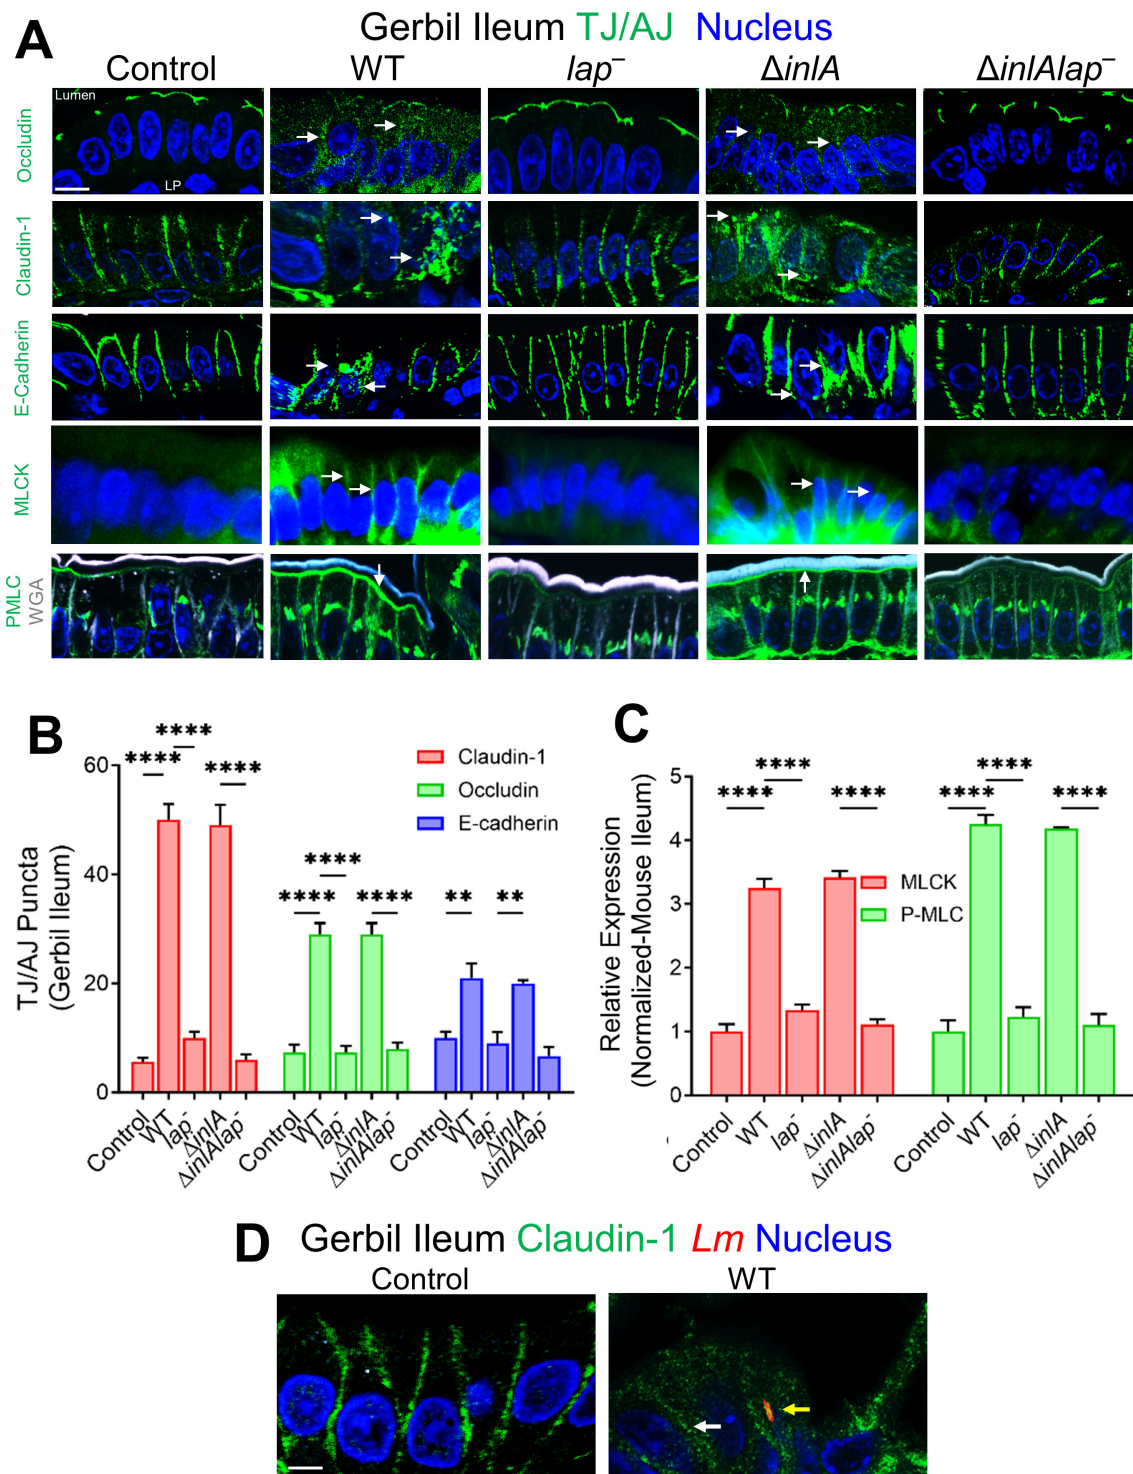 A
Gerbil Ileum TJ/AJ Nucleus
Control WT lap– ΔinlA ΔinlAlap–
Occludin
Lumen
LP
Claudin-1
E-Cadherin
MLCK
PMLC
WGA
B
TJ/AJ Puncta
(Gerbil Ileum)
60
40
20
0
**** **** ****
**** **** ****
** **
Claudin-1
Occludin
E-cadherin
Control WT lap- ΔinlA ΔinlAlap-
Control WT lap- ΔinlA ΔinlAlap-
Control WT lap- ΔinlA ΔinlAlap-
C
Relative Expression
(Normalized-Mouse Ileum)
5
4
3
2
1
0
**** **** ****
**** **** ****
MLCK
P-MLC
Control WT lap- ΔinlA ΔinlAlap-
Control WT lap- ΔinlA ΔinlAlap-
D
Gerbil Ileum Claudin-1 Lm Nucleus
Control WT